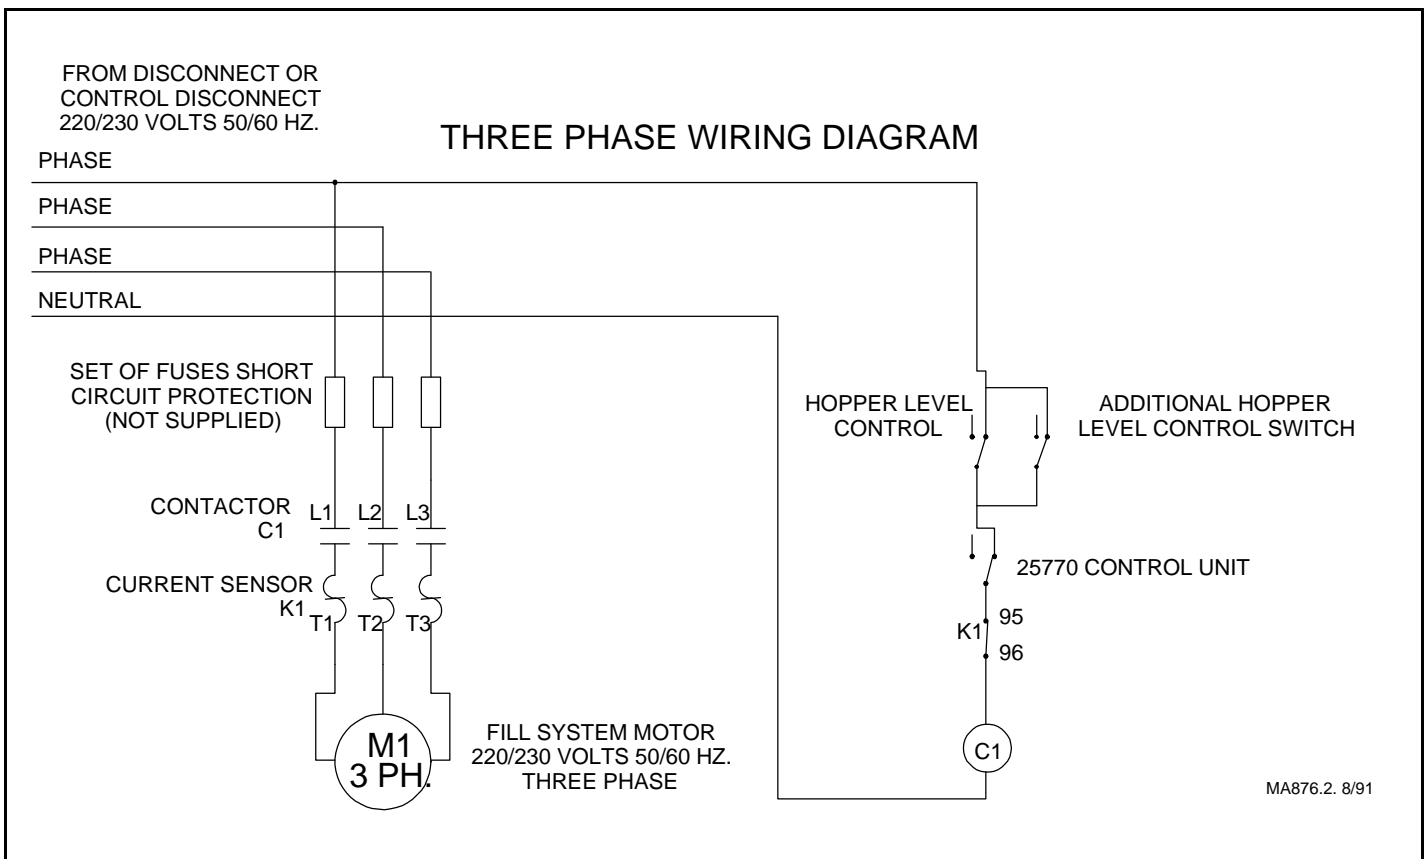 FROM DISCONNECT OR
CONTROL DISCONNECT
220/230 VOLTS 50/60 HZ.
THREE PHASE WIRING DIAGRAM
PHASE
PHASE
PHASE
NEUTRAL
SET OF FUSES SHORT
CIRCUIT PROTECTION
(NOT SUPPLIED)
HOPPER LEVEL
CONTROL
ADDITIONAL HOPPER
LEVEL CONTROL SWITCH
CONTACTOR
C1
L1
L2
L3
CURRENT SENSOR
K1
T1
T2
T3
25770 CONTROL UNIT
K1
95
96
M1
3 PH.
FILL SYSTEM MOTOR
220/230 VOLTS 50/60 HZ.
THREE PHASE
C1
MA876.2. 8/91